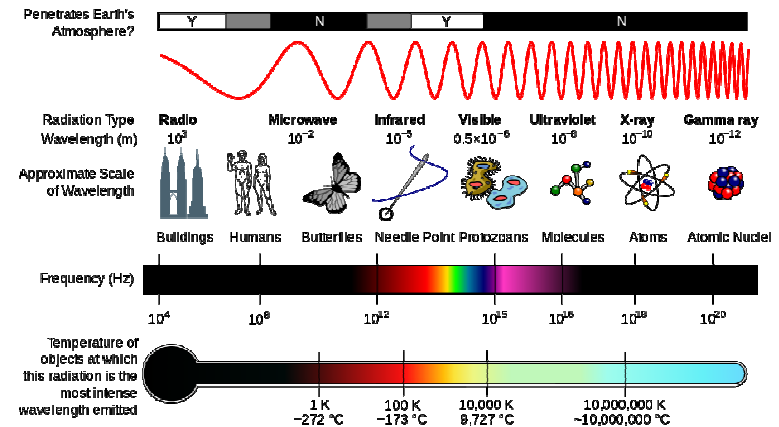 Penetrates Earth's
Atmosphere?
Y N Y N
Radiation Type
Wavelength (m)
Radio Microwave Infrared Visible Ultraviolet X-ray Gamma ray
10³ 10⁻² 10⁻⁵ 0.5×10⁻⁶ 10⁻⁸ 10⁻¹⁰ 10⁻¹²
Approximate Scale
of Wavelength
Buildings Humans Butterflies Needle Point Protozoans Molecules Atoms Atomic Nuclei
Frequency (Hz)
10⁴ 10⁸ 10¹² 10¹⁵ 10¹⁶ 10¹⁸ 10²⁰
Temperature of
objects at which
this radiation is the
most intense
wavelength emitted
1 K 100 K 10,000 K 10,000,000 K
−272 °C −173 °C 9,727 °C ~10,000,000 °C